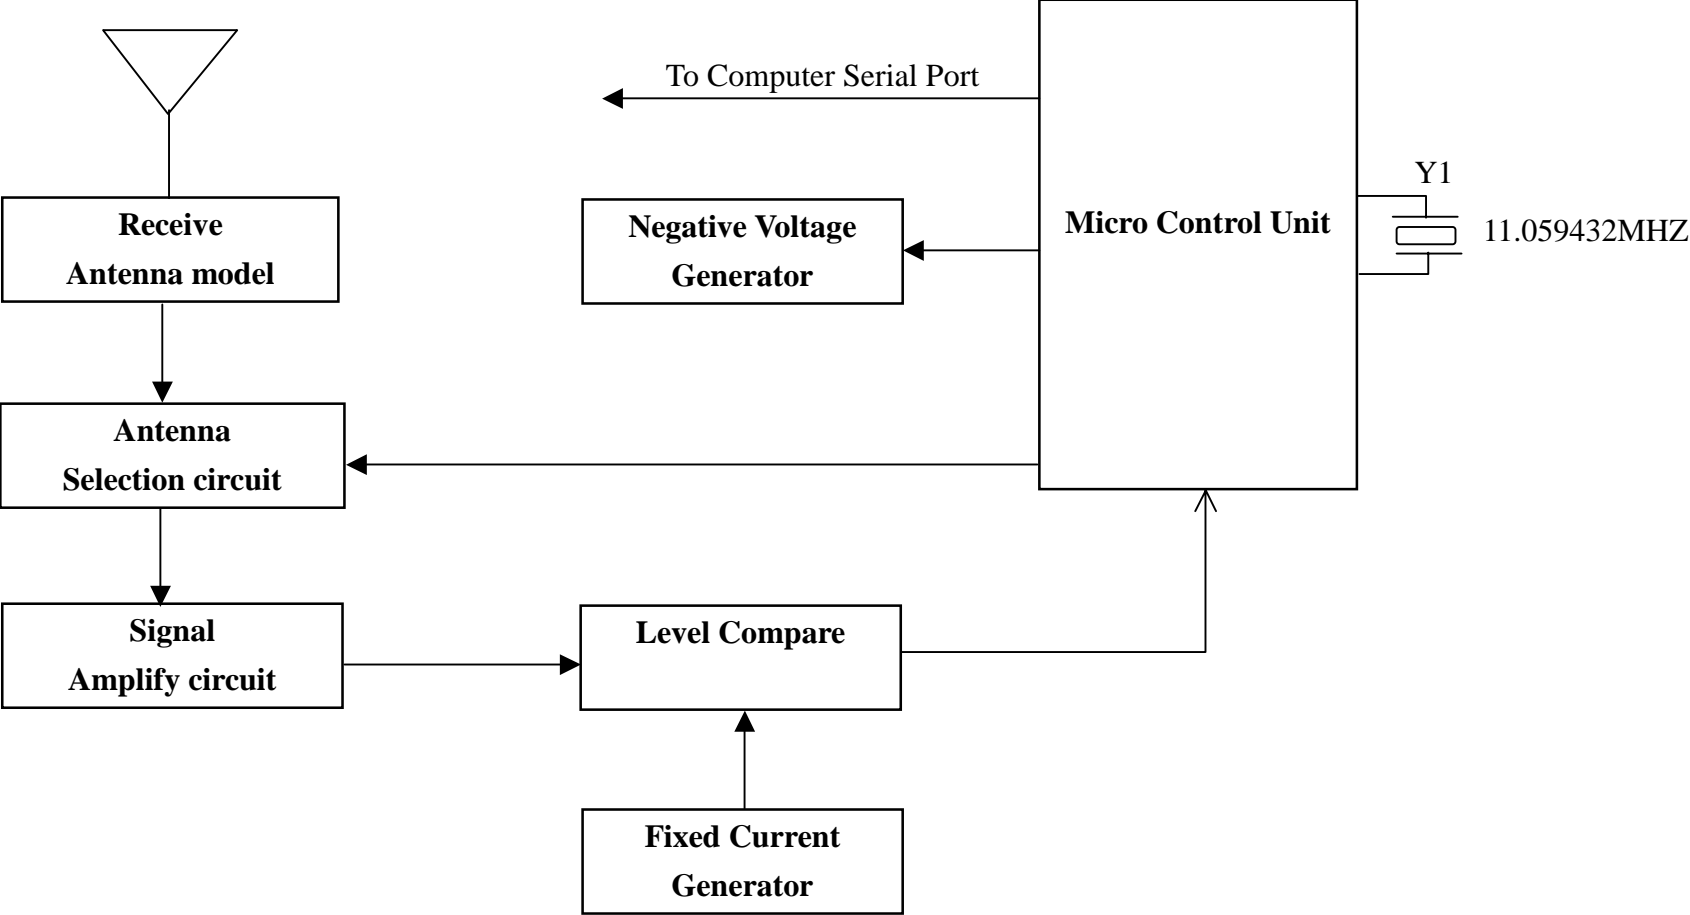 To Computer Serial Port
Y1
11.059432MHZ
Receive
Antenna model
Negative Voltage
Generator
Micro Control Unit
Antenna
Selection circuit
Signal
Amplify circuit
Level Compare
Fixed Current
Generator